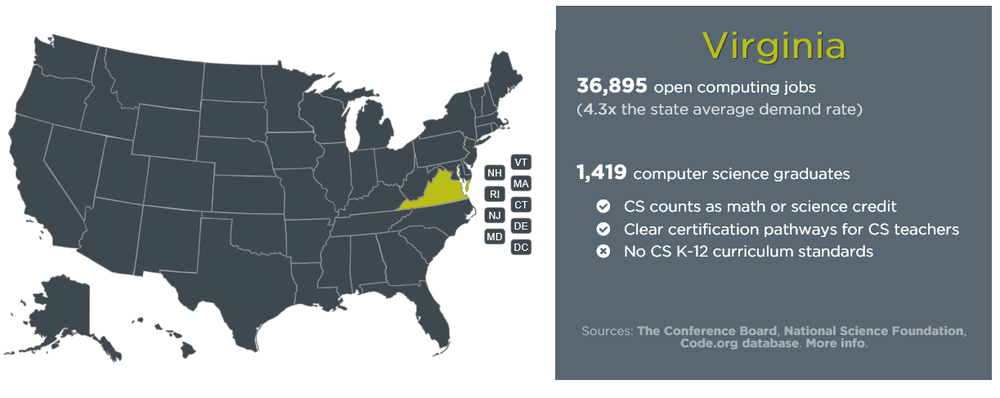 VT
NH
MA
RI
CT
NJ
DE
MD
DC
Virginia
36,895 open computing jobs
(4.3x the state average demand rate)
1,419 computer science graduates
CS counts as math or science credit
Clear certification pathways for CS teachers
No CS K-12 curriculum standards
Sources: The Conference Board, National Science Foundation,
Code.org database. More info.